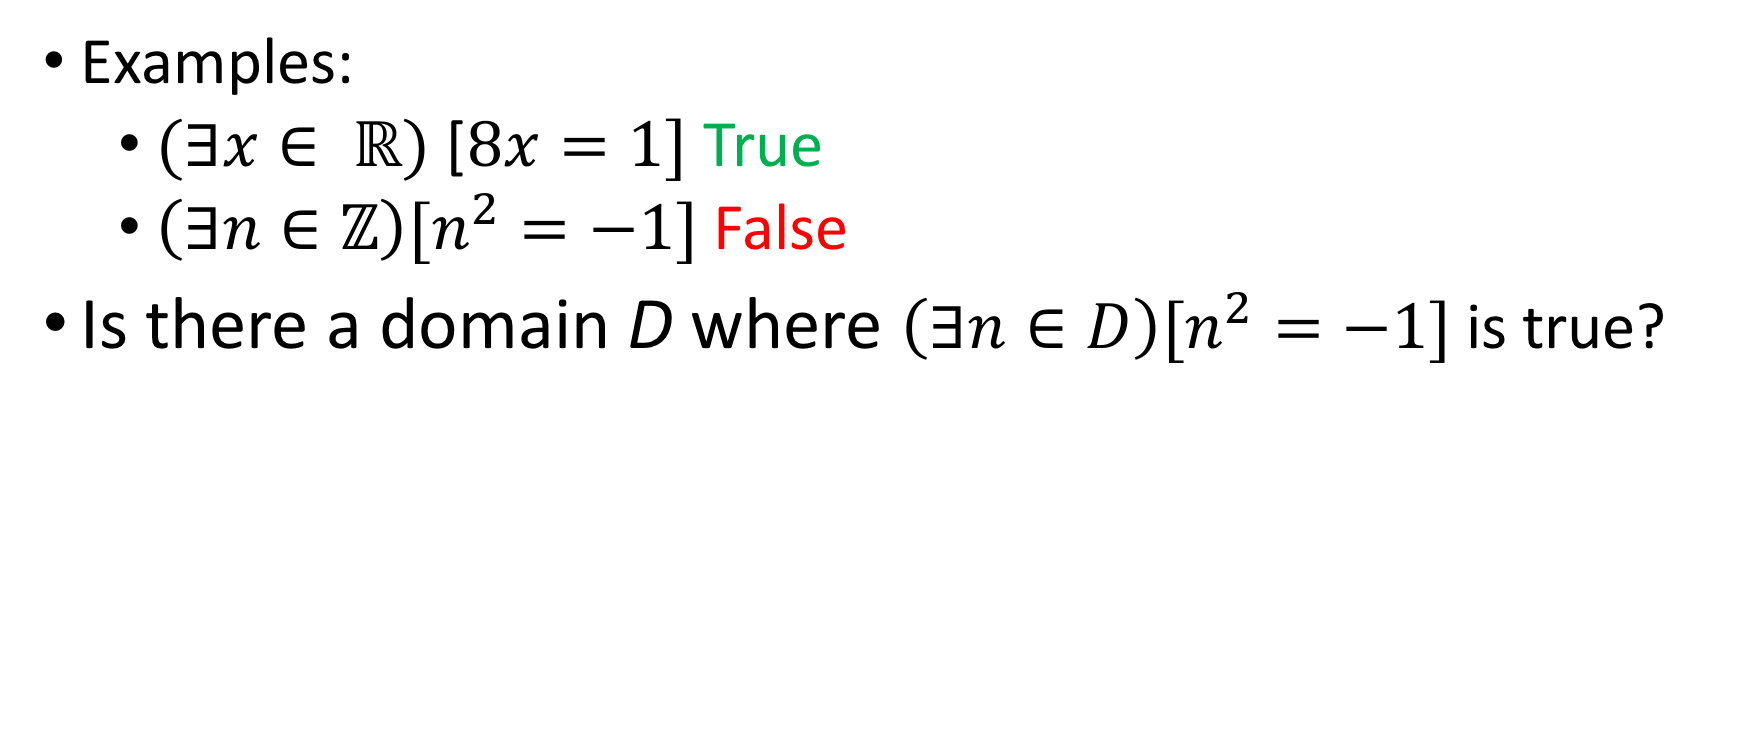 • Examples:
• (∃x ∈ ℝ) [8x = 1] True
• (∃n ∈ ℤ)[n² = −1] False
• Is there a domain D where (∃n ∈ D)[n² = −1] is true?